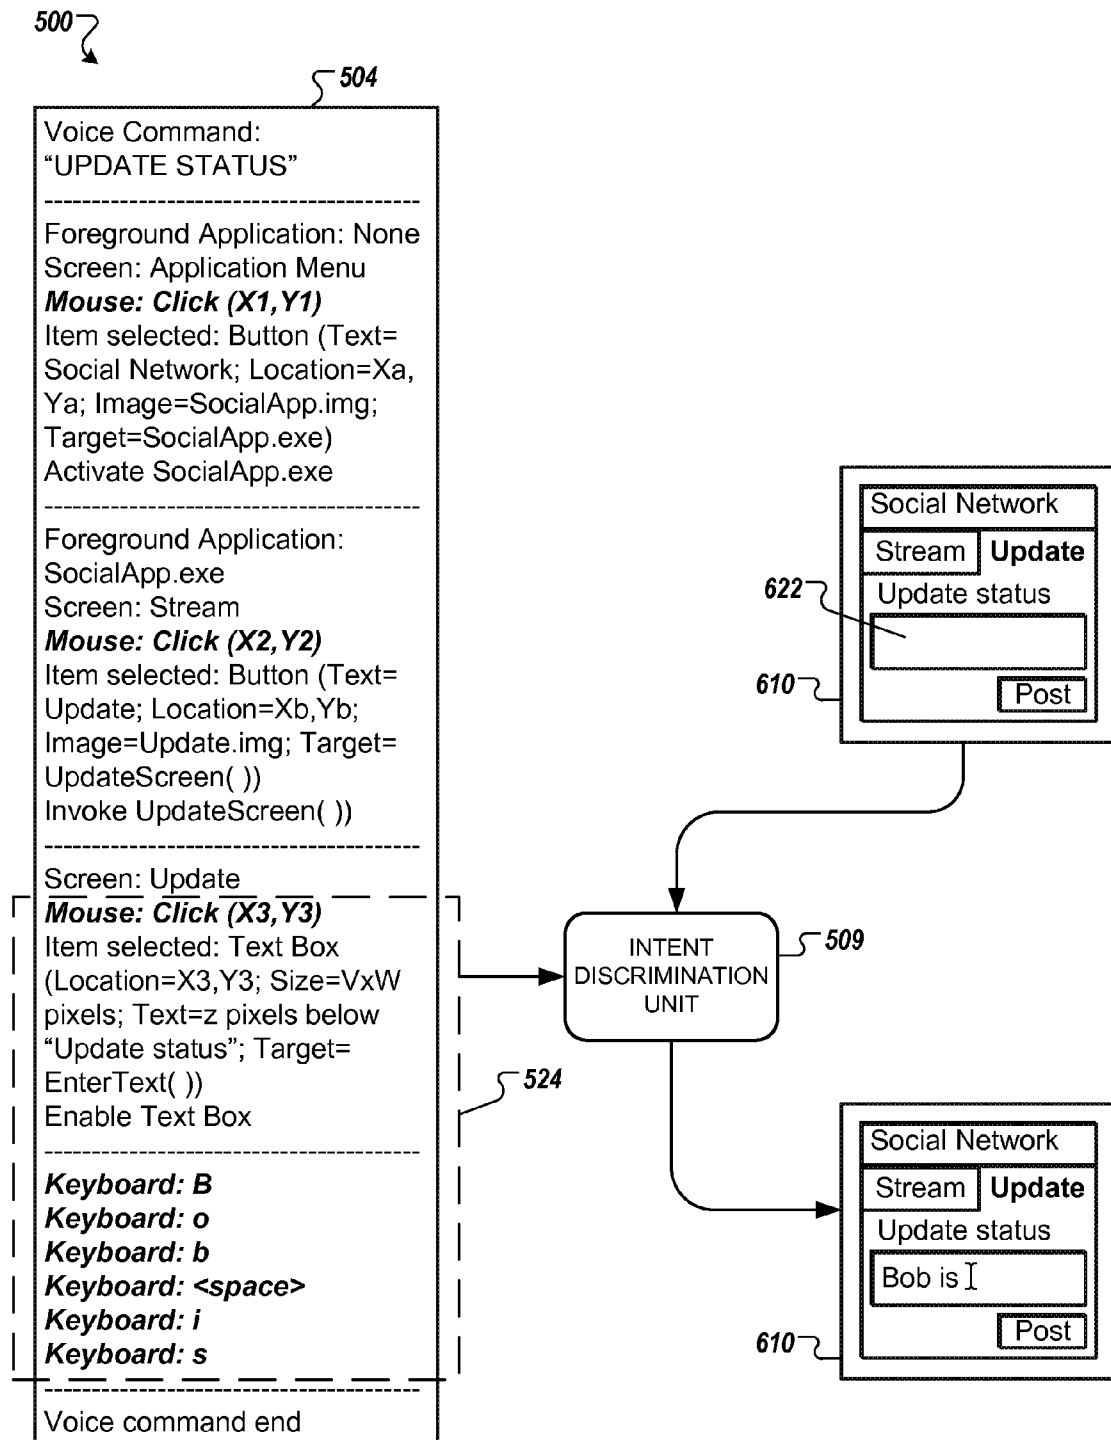 500
504
Voice Command:
“UPDATE STATUS”
-----------------------------------------
Foreground Application: None
Screen: Application Menu
Mouse: Click (X1,Y1)
Item selected: Button (Text=
Social Network; Location=Xa,
Ya; Image=SocialApp.img;
Target=SocialApp.exe)
Activate SocialApp.exe
-----------------------------------------
Foreground Application:
SocialApp.exe
Screen: Stream
Mouse: Click (X2,Y2)
Item selected: Button (Text=
Update; Location=Xb,Yb;
Image=Update.img; Target=
UpdateScreen( ))
Invoke UpdateScreen( ))
-----------------------------------------
Screen: Update
Mouse: Click (X3,Y3)
Item selected: Text Box
(Location=X3,Y3; Size=VxW
pixels; Text=z pixels below
“Update status”; Target=
EnterText( ))
Enable Text Box
-----------------------------------------
Keyboard: B
Keyboard: o
Keyboard: b
Keyboard: <space>
Keyboard: i
Keyboard: s
-----------------------------------------
Voice command end
524
Social Network
Stream Update
Update status
622
610
Post
INTENT
DISCRIMINATION
UNIT
509
Social Network
Stream Update
Update status
Bob is
Post
610